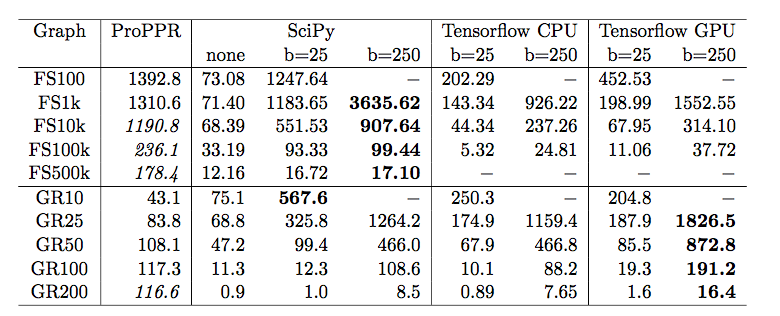 Graph ProPPR SciPy Tensorflow CPU Tensorflow GPU
none b=25 b=250 b=25 b=250 b=25 b=250
FS100 1392.8 73.08 1247.64 — 202.29 — 452.53 —
FS1k 1310.6 71.40 1183.65 3635.62 143.34 926.22 198.99 1552.55
FS10k 1190.8 68.39 551.53 907.64 44.34 237.26 67.95 314.10
FS100k 236.1 33.19 93.33 99.44 5.32 24.81 11.06 37.72
FS500k 178.4 12.16 16.72 17.10 — — — —
GR10 43.1 75.1 567.6 — 250.3 — 204.8 —
GR25 83.8 68.8 325.8 1264.2 174.9 1159.4 187.9 1826.5
GR50 108.1 47.2 99.4 466.0 67.9 466.8 85.5 872.8
GR100 117.3 11.3 12.3 108.6 10.1 88.2 19.3 191.2
GR200 116.6 0.9 1.0 8.5 0.89 7.65 1.6 16.4